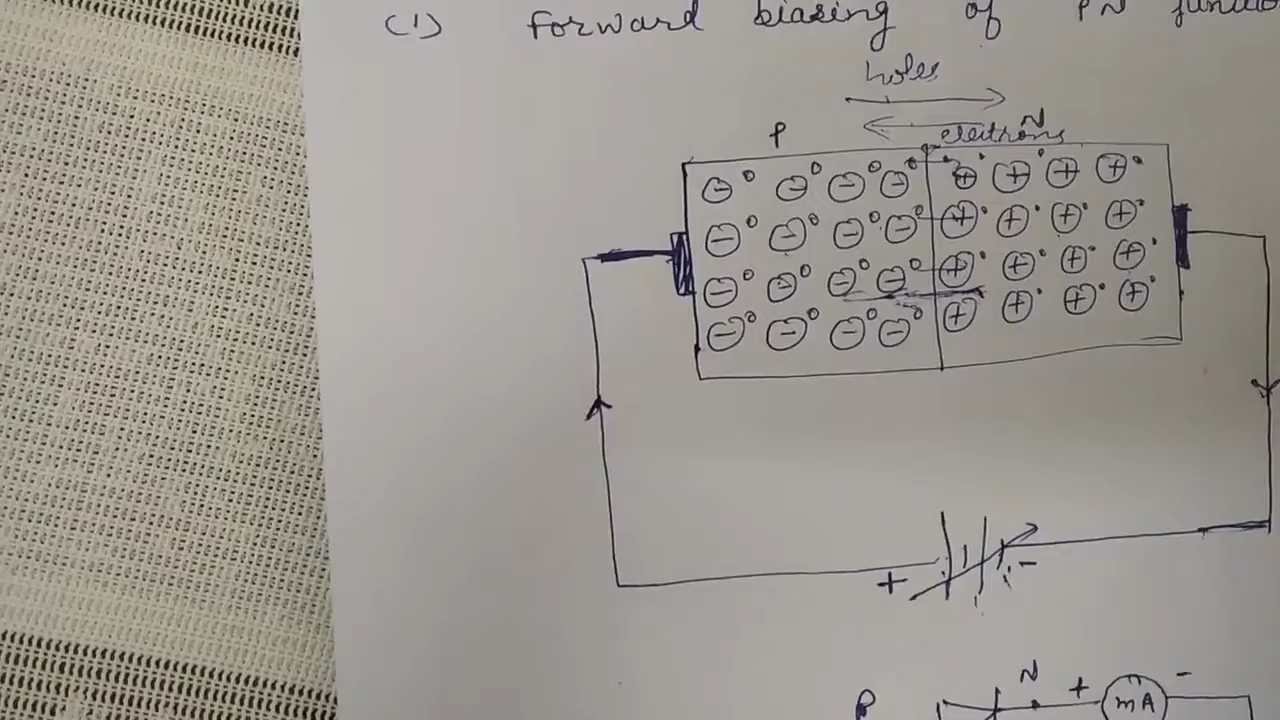 (1) Forward biasing of PN
holes
P N
electrons
+ -
N + -
P mA